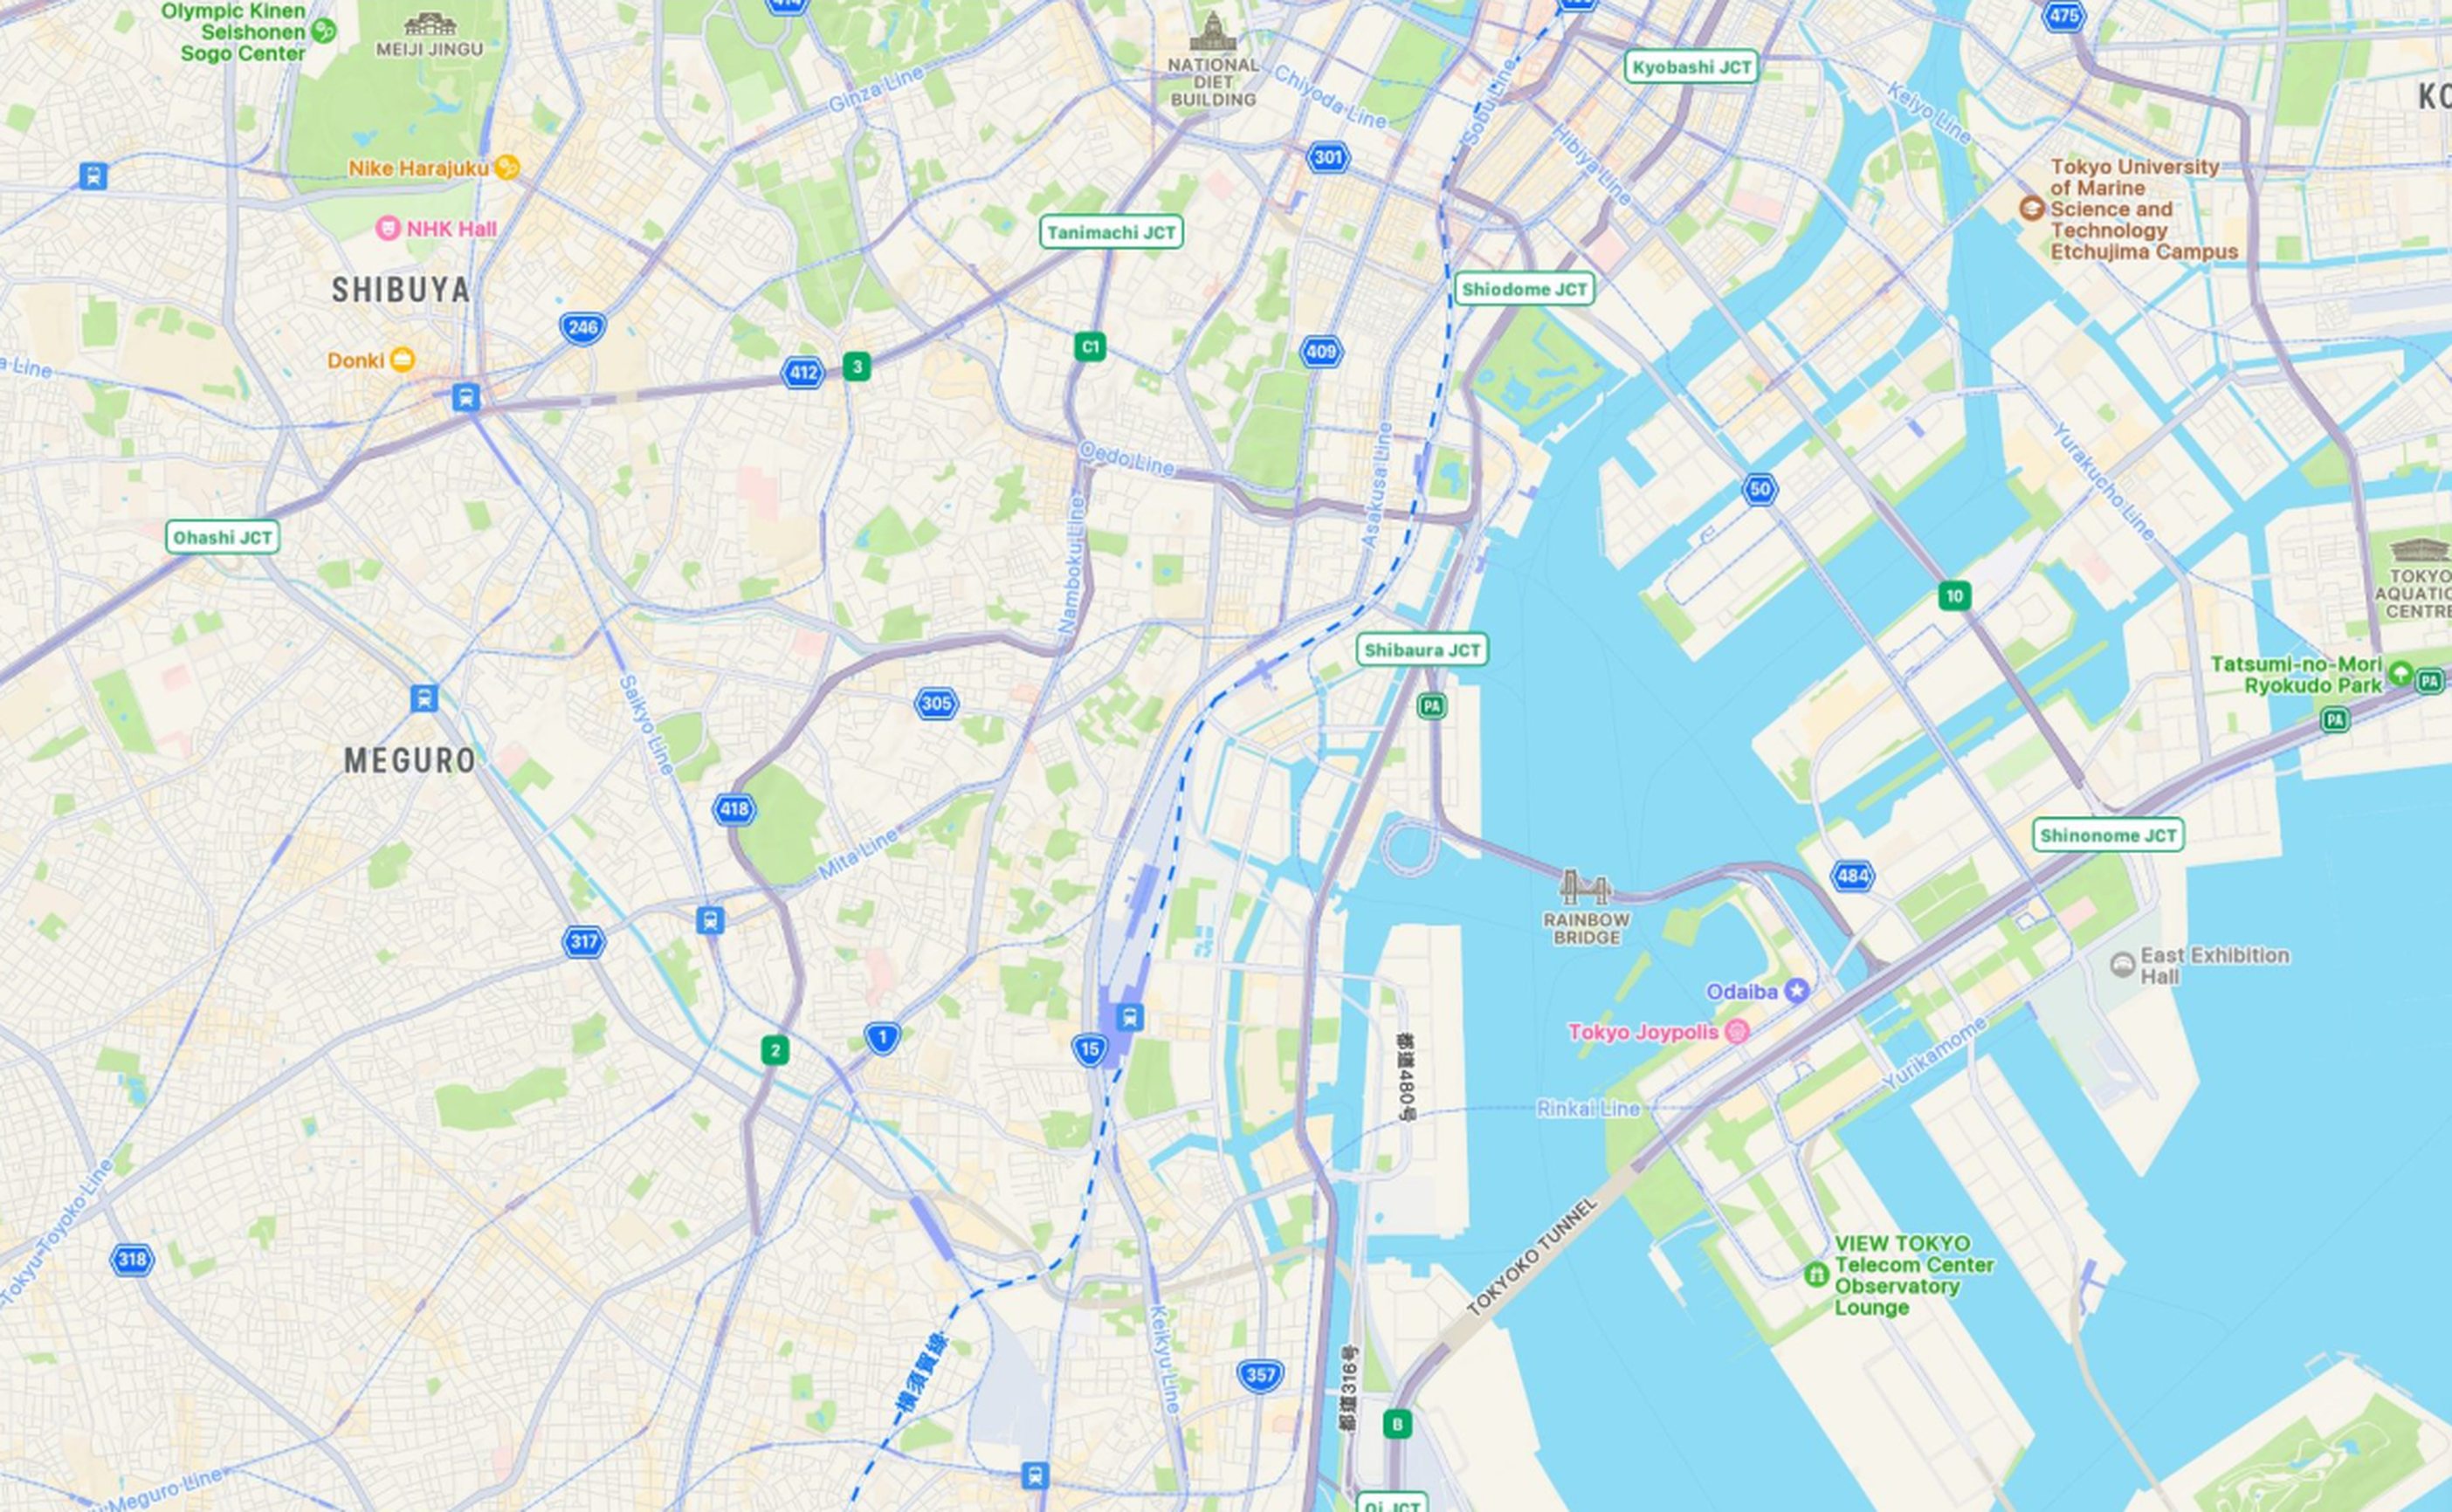 Olympic Kinen
Seishonen
Sogo Center
MEIJI JINGU
NATIONAL
DIET
BUILDING
Kyobashi JCT
475
Ginza Line
Chiyoda Line
Sobu Line
Keiyo Line
Hibiya Line
301
Nike Harajuku
Tokyo University
of Marine
Science and
Technology
Etchujima Campus
NHK Hall
Tanimachi JCT
SHIBUYA
Shiodome JCT
246
Donki
412
3
C1
409
Oedo Line
Asakusa Line
Yurakucho Line
50
Ohashi JCT
Namboku Line
10
TOKYO
AQUATIC
CENTRE
Shibaura JCT
Tatsumi-no-Mori
Ryokudo Park
PA
PA
PA
305
Saikyo Line
MEGURO
418
Mita Line
Shinonome JCT
484
RAINBOW
BRIDGE
317
East Exhibition
Hall
Odaiba
Tokyo Joypolis
2
1
15
都道480号
Yurikamome
Rinkai Line
Tokyu-Toyoko Line
318
TOKYOKO TUNNEL
VIEW TOKYO
Telecom Center
Observatory
Lounge
横須賀線
Keikyu Line
357
都道316号
B
Meguro Line
Oi JCT